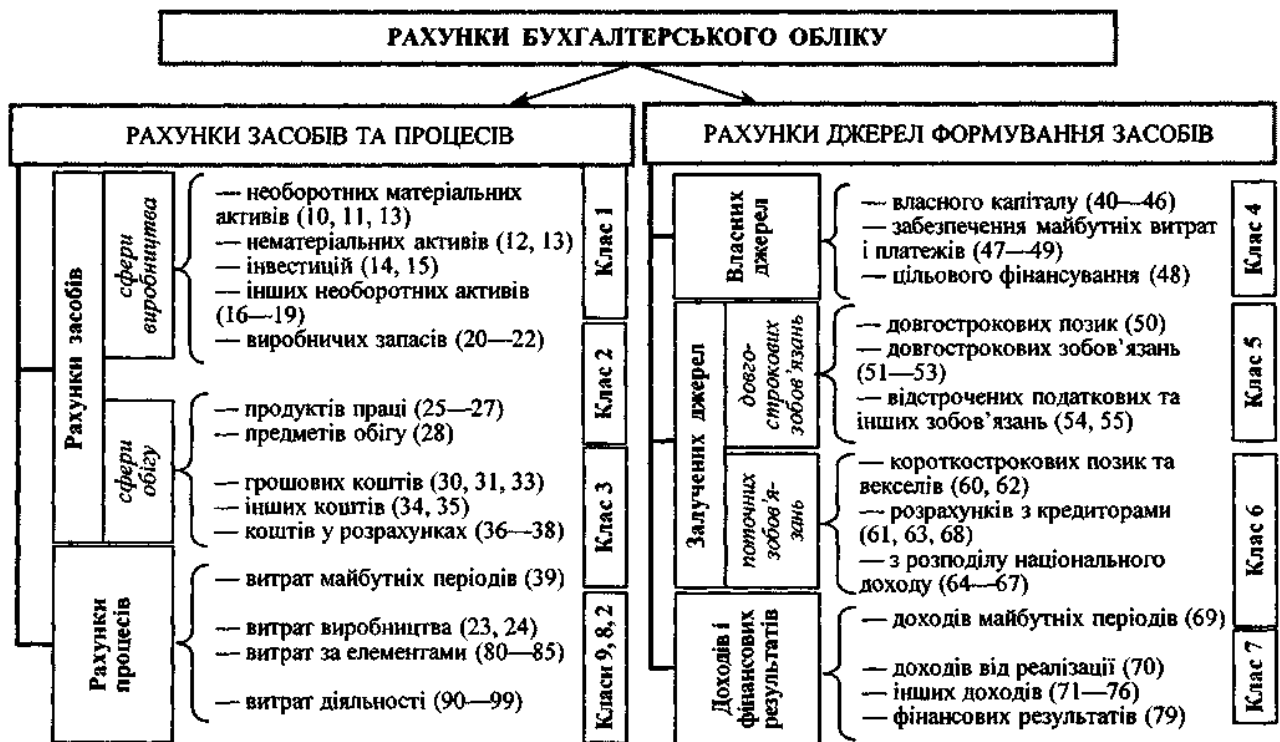 РАХУНКИ БУХГАЛТЕРСЬКОГО ОБЛІКУ
РАХУНКИ ЗАСОБІВ ТА ПРОЦЕСІВ
Рахунки засобів
сфери
виробництва
— необоротних матеріальних
активів (10, 11, 13)
— нематеріальних активів (12, 13)
— інвестицій (14, 15)
— інших необоротних активів
(16—19)
— виробничих запасів (20—22)
Клас 1
Клас 2
сфери
обігу
— продуктів праці (25—27)
— предметів обігу (28)
— грошових коштів (30, 31, 33)
— інших коштів (34, 35)
— коштів у розрахунках (36—38)
Клас 3
Рахунки
процесів
— витрат майбутніх періодів (39)
— витрат виробництва (23, 24)
— витрат за елементами (80—85)
— витрат діяльності (90—99)
Класи 9, 8, 2
РАХУНКИ ДЖЕРЕЛ ФОРМУВАННЯ ЗАСОБІВ
Власних
джерел
— власного капіталу (40—46)
— забезпечення майбутніх витрат
і платежів (47—49)
— цільового фінансування (48)
Клас 4
Залучених джерел
довго-
строкових
зобов’язань
— довгострокових позик (50)
— довгострокових зобов’язань
(51—53)
— відстрочених податкових та
інших зобов’язань (54, 55)
Клас 5
поточних
зобов’я-
зань
— короткострокових позик та
векселів (60, 62)
— розрахунків з кредиторами
(61, 63, 68)
— з розподілу національного
доходу (64—67)
Клас 6
Доходів і
фінансових
результатів
— доходів майбутніх періодів (69)
— доходів від реалізації (70)
— інших доходів (71—76)
— фінансових результатів (79)
Клас 7